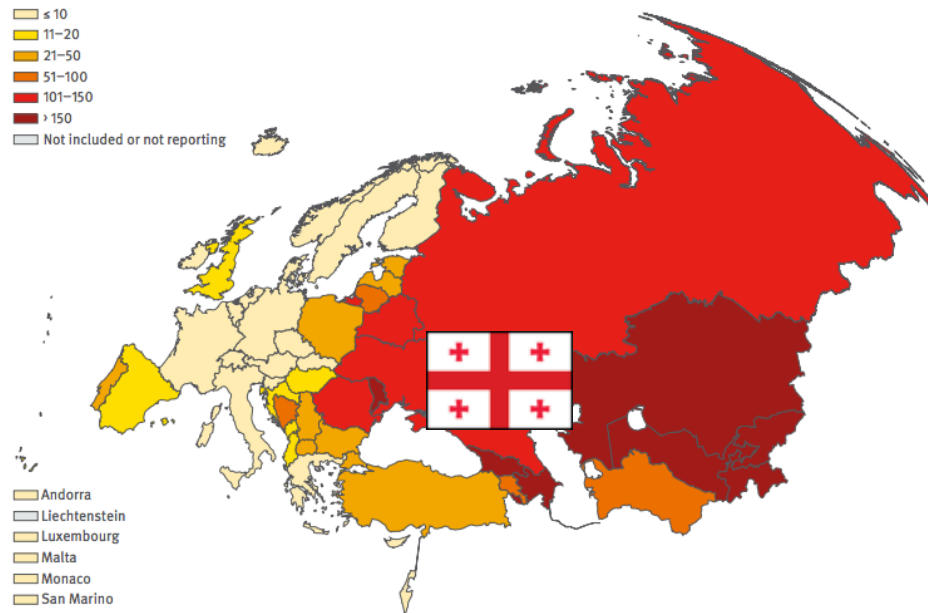 ≤ 10
11–20
21–50
51–100
101–150
› 150
Not included or not reporting
Andorra
Liechtenstein
Luxembourg
Malta
Monaco
San Marino